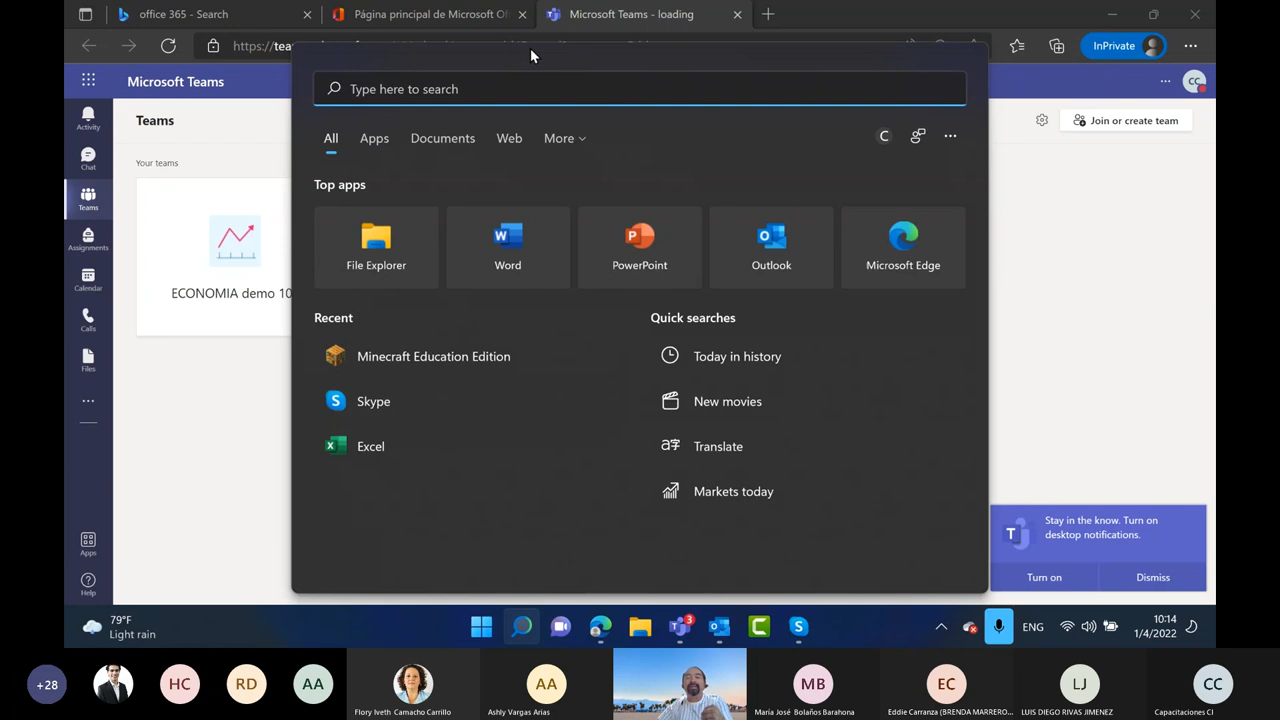 office 365 - Search
Página principal de Microsoft Of
Microsoft Teams - loading
https://tea
InPrivate
Microsoft Teams
CC
Type here to search
Activity
Teams
Join or create team
All
Apps
Documents
Web
More
C
Chat
Your teams
Top apps
Teams
W
P
O
File Explorer
Word
PowerPoint
Outlook
Microsoft Edge
Assignments
ECONOMIA demo 10
Calendar
Recent
Quick searches
Calls
Minecraft Education Edition
Today in history
Files
S
Skype
New movies
X
Excel
Translate
Markets today
Stay in the know. Turn on
desktop notifications.
T
Apps
Turn on
Dismiss
Help
79°F
Light rain
3
C
S
ENG
10:14
1/4/2022
+28
HC
RD
AA
AA
MB
EC
LJ
CC
Flory Iveth Camacho Carrillo
Ashly Vargas Arias
María José Bolaños Barahona
Eddie Carranza (BRENDA MARRERO...
LUIS DIEGO RIVAS JIMENEZ
Capacitaciones CI